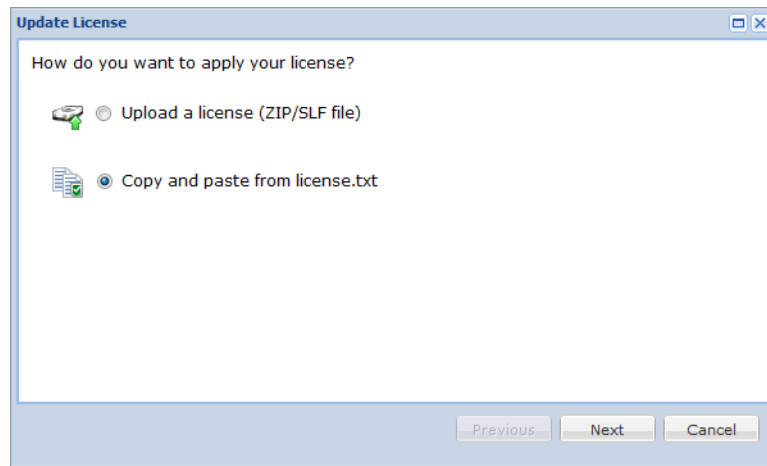 Update License
How do you want to apply your license?
Upload a license (ZIP/SLF file)
Copy and paste from license.txt
Previous Next Cancel